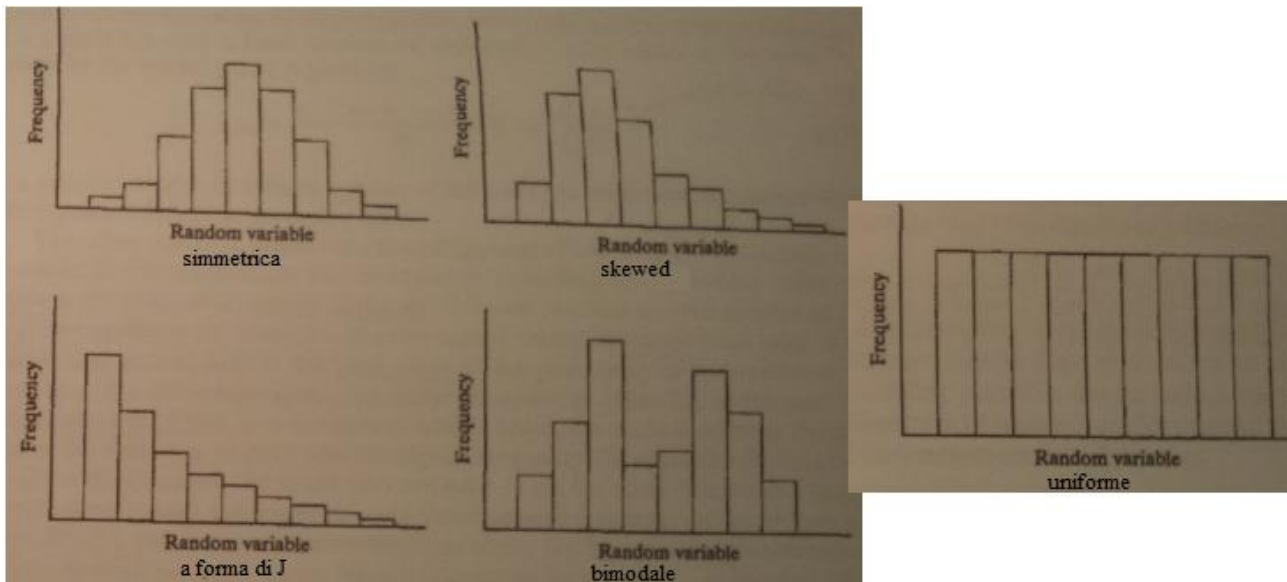 Frequency
Random variable
simmetrica
Frequency
Random variable
skewed
Frequency
Random variable
a forma di J
Frequency
Random variable
bimodale
Frequency
Random variable
uniforme